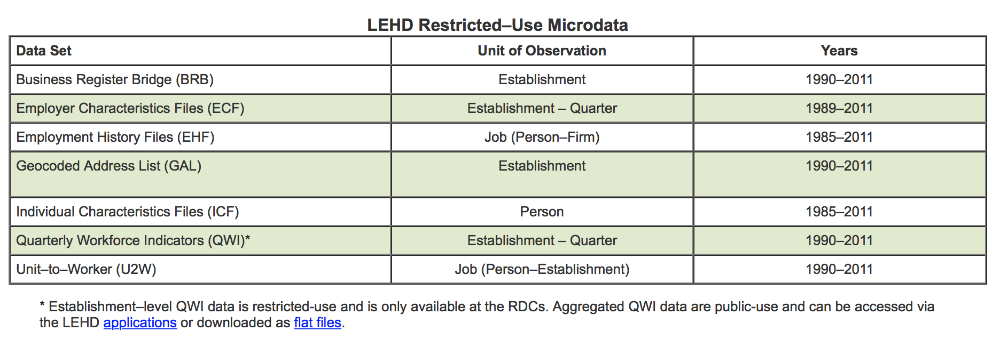 LEHD Restricted–Use Microdata
Data Set Unit of Observation Years
Business Register Bridge (BRB) Establishment 1990–2011
Employer Characteristics Files (ECF) Establishment – Quarter 1989–2011
Employment History Files (EHF) Job (Person–Firm) 1985–2011
Geocoded Address List (GAL) Establishment 1990–2011
Individual Characteristics Files (ICF) Person 1985–2011
Quarterly Workforce Indicators (QWI)* Establishment – Quarter 1990–2011
Unit–to–Worker (U2W) Job (Person–Establishment) 1990–2011
* Establishment–level QWI data is restricted-use and is only available at the RDCs. Aggregated QWI data are public-use and can be accessed via
the LEHD applications or downloaded as flat files.